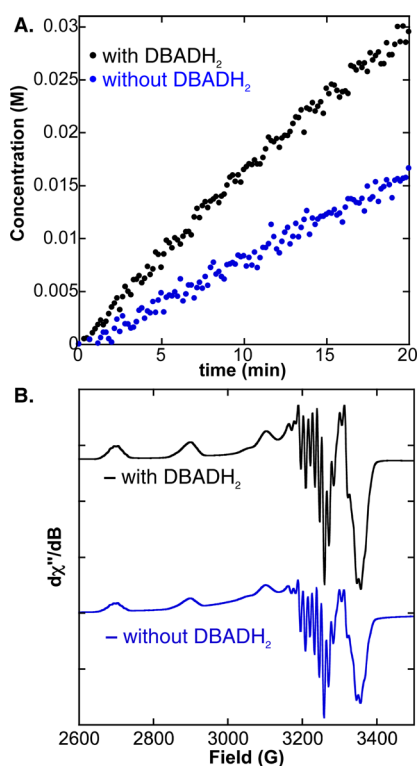 A.
0.03
0.025
0.02
0.015
0.01
0.005
0
Concentration (M)
with DBADH₂
without DBADH₂
0 5 10 15 20
time (min)
B.
dχ"/dB
– with DBADH₂
– without DBADH₂
2600 2800 3000 3200 3400
Field (G)